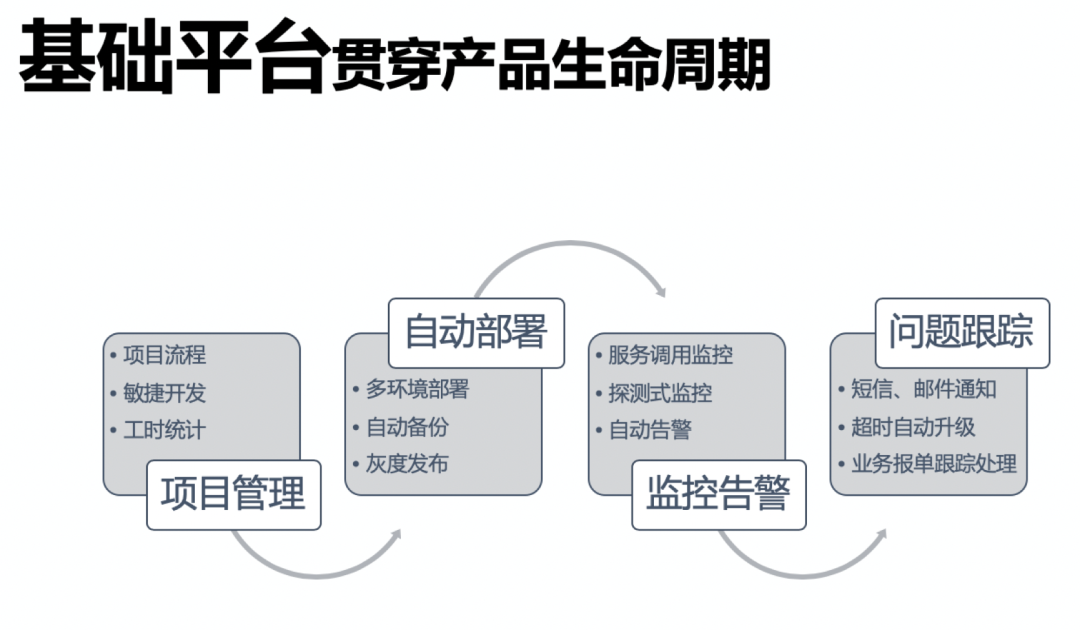 基础平台贯穿产品生命周期
• 项目流程
• 敏捷开发
• 工时统计
项目管理
自动部署
• 多环境部署
• 自动备份
• 灰度发布
• 服务调用监控
• 探测式监控
• 自动告警
监控告警
问题跟踪
• 短信、邮件通知
• 超时自动升级
• 业务报单跟踪处理